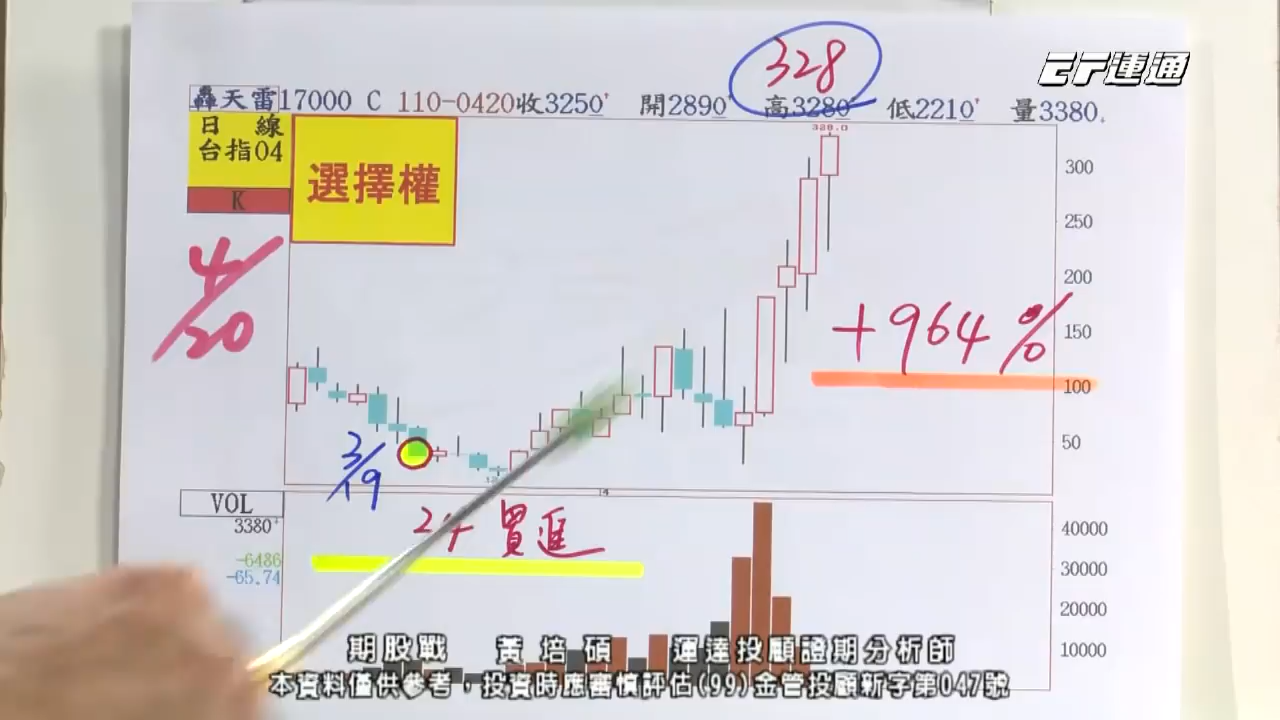 328
運通
轟天雷17000 C 110-0420收3250 開2890 高3280 低2210 量3380
日 線
台指04
選擇權
K
328.0
300
250
200
150
100
50
4/20
+964%
3/19
買進
VOL
3380
-6486
-65.74
40000
30000
20000
10000
期股戰 黃培碩 運達投顧證期分析師
本資料僅供參考，投資時應審慎評估(99)金管投顧新字第047號